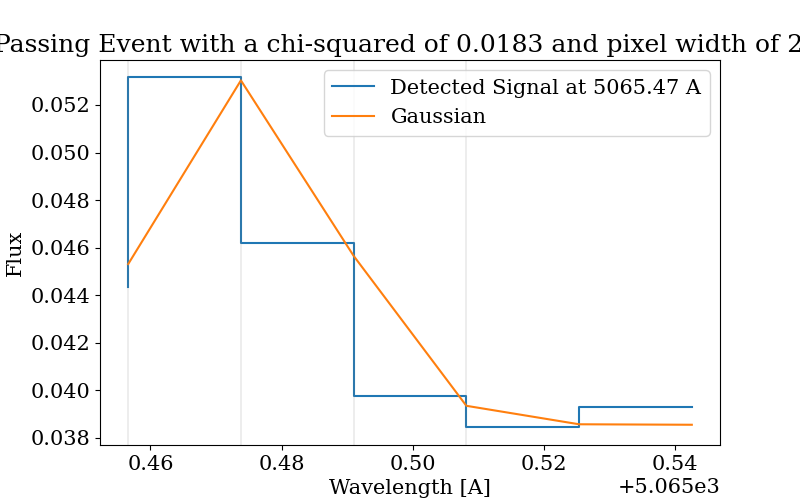 Passing Event with a chi-squared of 0.0183 and pixel width of 2
Detected Signal at 5065.47 A
Gaussian
Flux
0.052
0.050
0.048
0.046
0.044
0.042
0.040
0.038
0.46 0.48 0.50 0.52 0.54
Wavelength [A]
+5.065e3